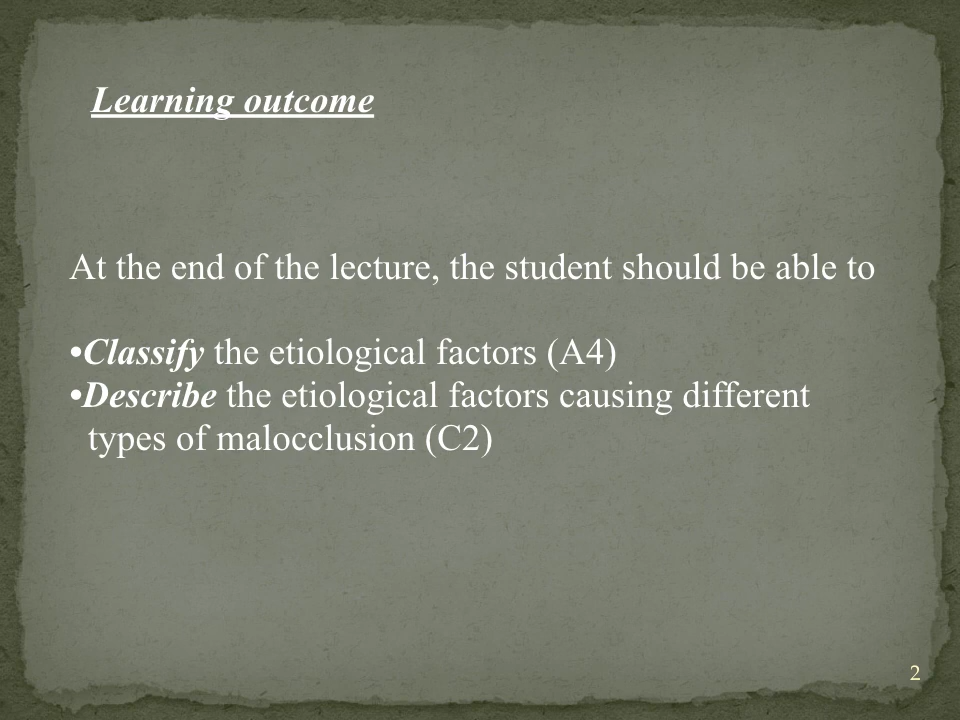 Learning outcome
At the end of the lecture, the student should be able to
•Classify the etiological factors (A4)
•Describe the etiological factors causing different
types of malocclusion (C2)
2